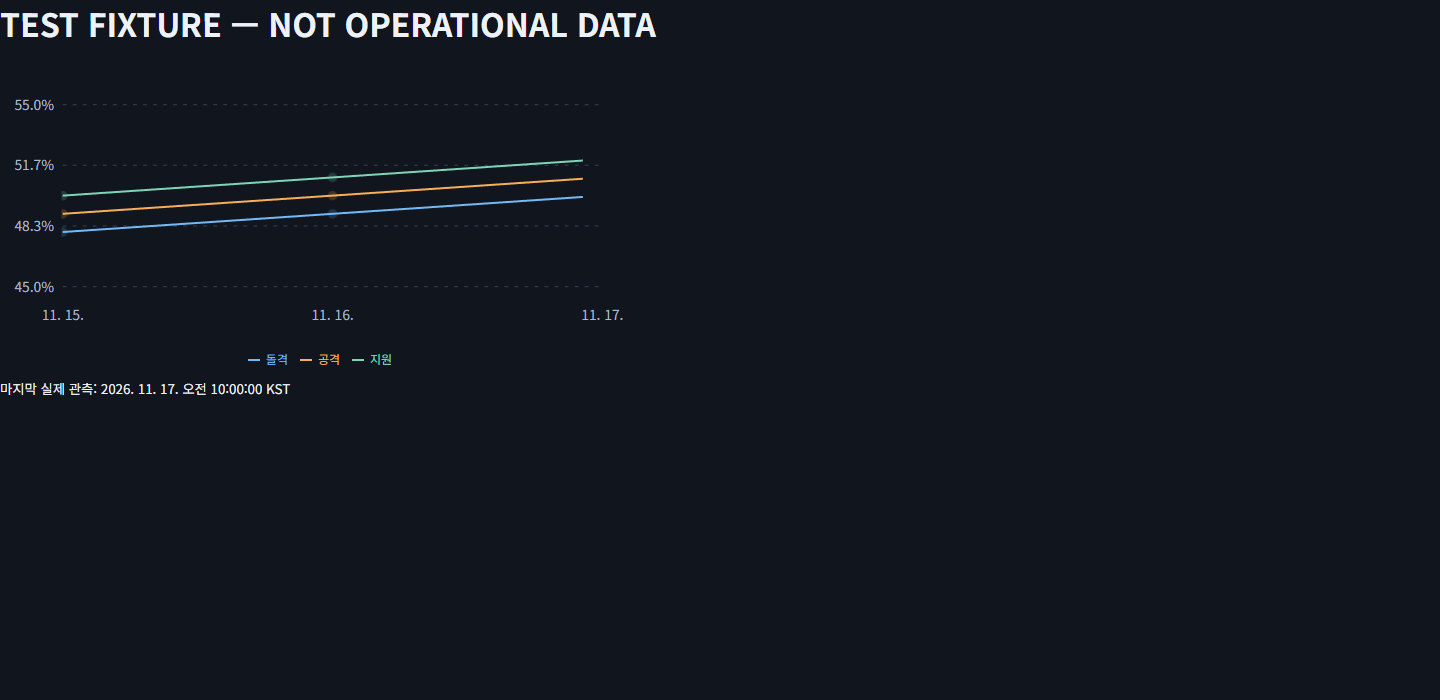 TEST FIXTURE — NOT OPERATIONAL DATA
55.0%
51.7%
48.3%
45.0%
11. 15. 11. 16. 11. 17.
돌격 공격 지원
마지막 실제 관측: 2026. 11. 17. 오전 10:00:00 KST